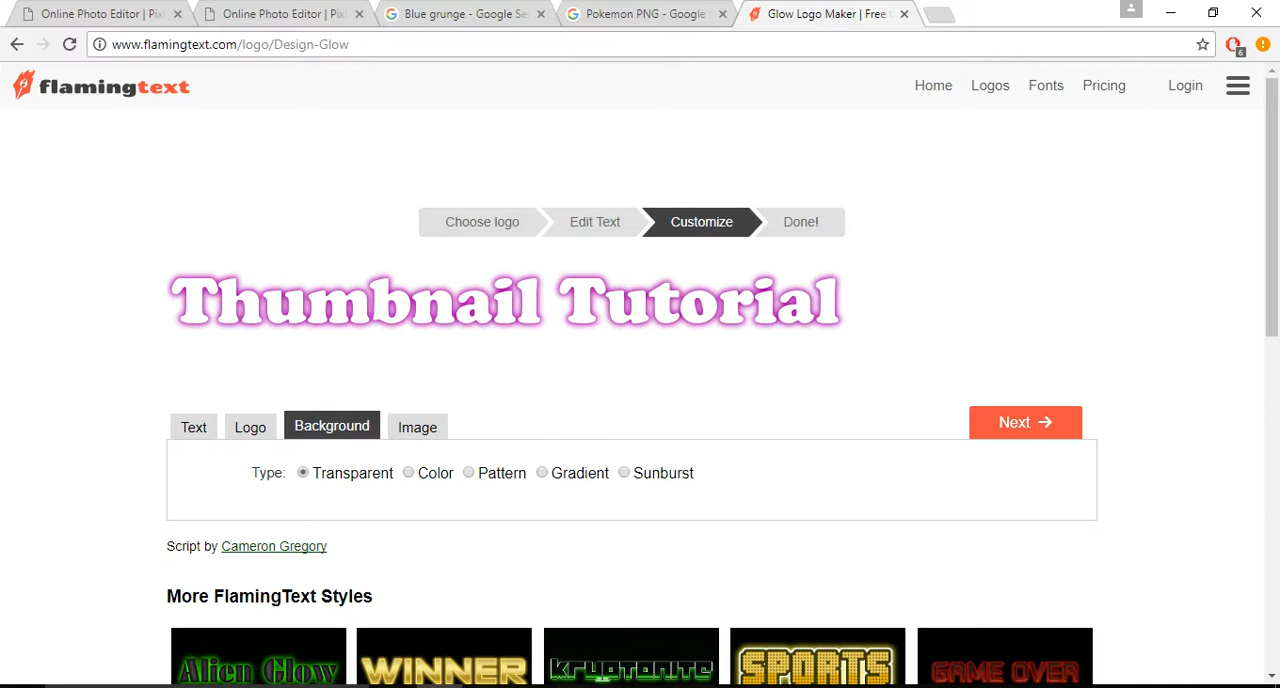 Online Photo Editor | Pix
Online Photo Editor | Pix
Blue grunge - Google Se
Pokemon PNG - Google
Glow Logo Maker | Free
www.flamingtext.com/logo/Design-Glow
6
flamingtext
Home Logos Fonts Pricing Login
Choose logo Edit Text Customize Done!
Thumbnail Tutorial
Text Logo Background Image
Next →
Type: Transparent Color Pattern Gradient Sunburst
Script by Cameron Gregory
More FlamingText Styles
Alien Glow WINNER KRYPTONITE SPORTS GAME OVER